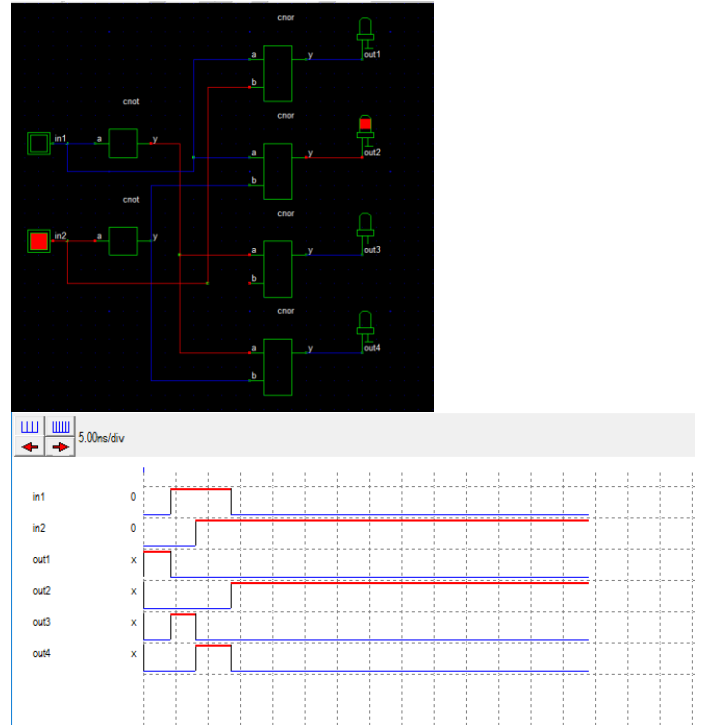 cnor
a y out1
b
cnot
cnor
in1 a y
a y out2
b
cnot
cnor
in2 a y
a y out3
b
cnor
a y out4
b
5.00ns/div
in1 0
in2 0
out1 x
out2 x
out3 x
out4 x